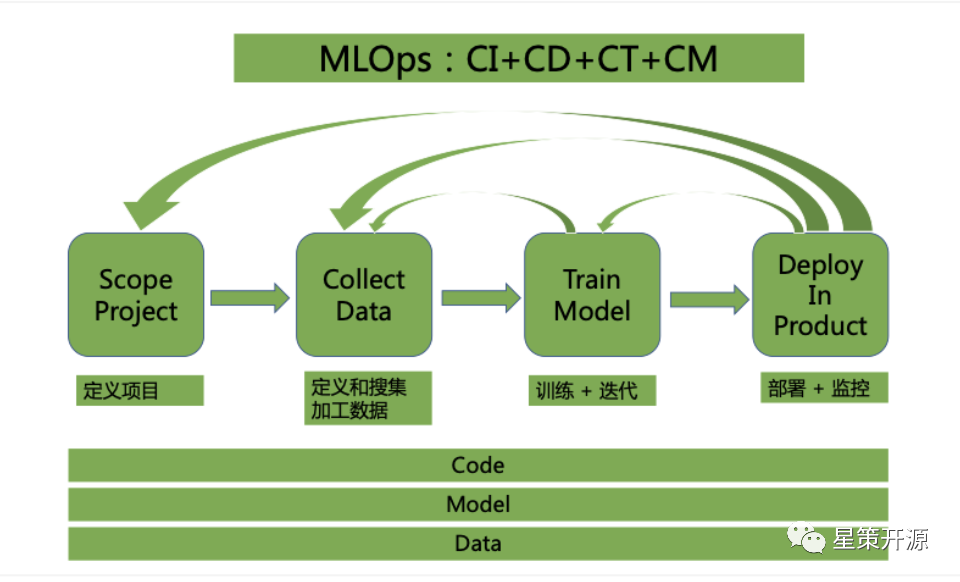 MLOps：CI+CD+CT+CM
Scope
Project
Collect
Data
Train
Model
Deploy
In
Product
定义项目
定义和搜集
加工数据
训练 + 迭代
部署 + 监控
Code
Model
Data
星策开源